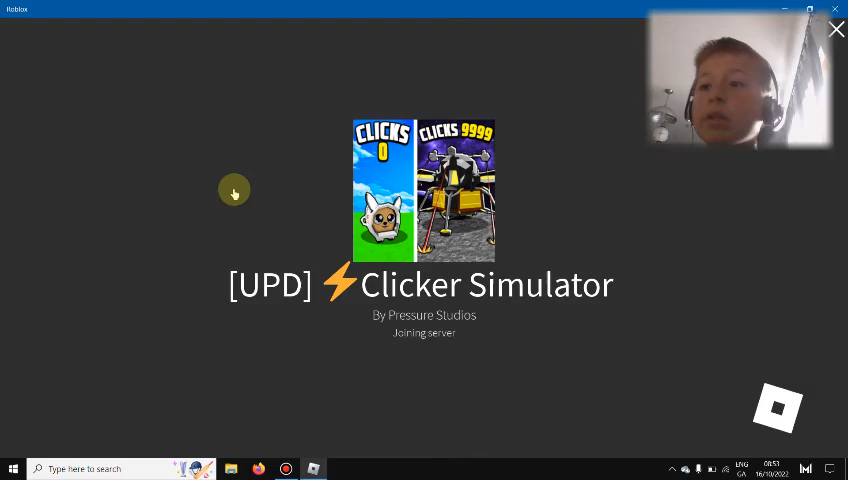 Roblox
CLICKS
0
CLICKS 9999
[UPD] ⚡Clicker Simulator
By Pressure Studios
Joining server
Type here to search
ENG
GA
08:53
16/10/2022